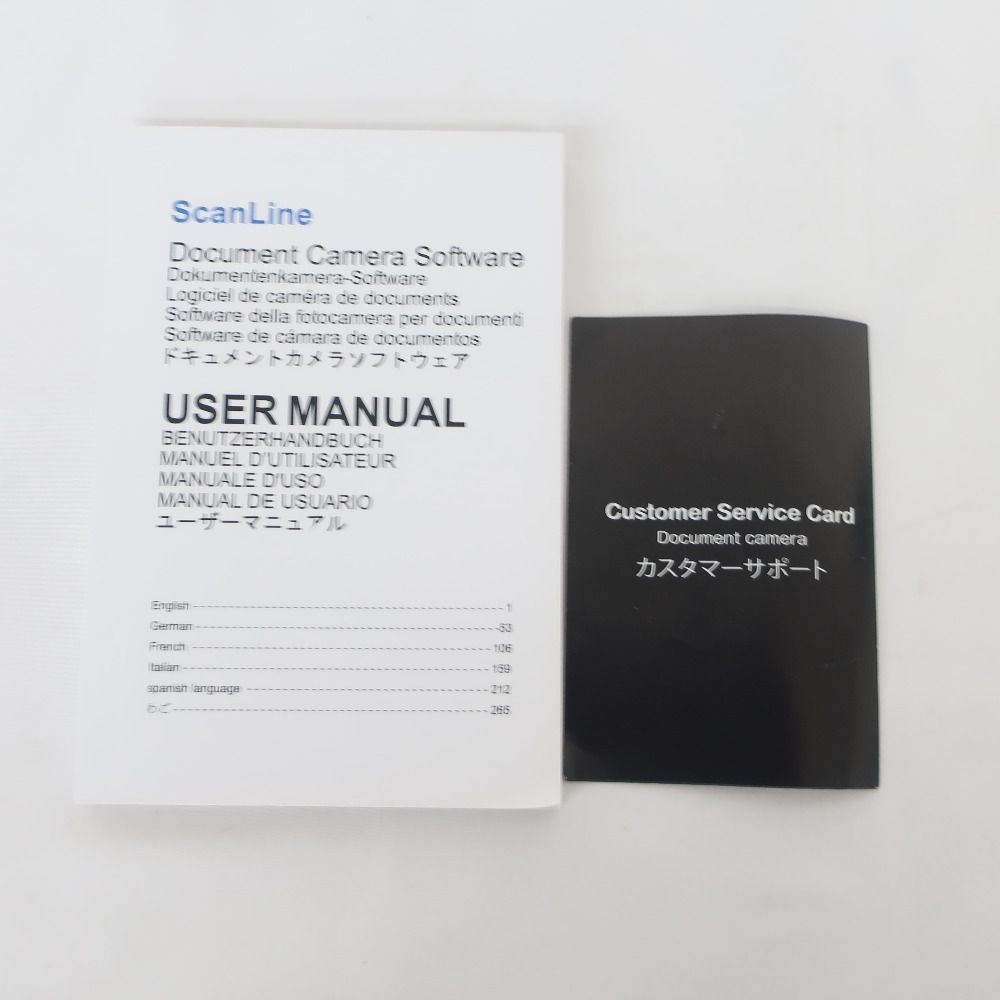 ScanLine
Document Camera Software
Dokumentenkamera-Software
Logiciel de caméra de documents
Software della fotocamera per documenti
Software de cámara de documentos
ドキュメントカメラソフトウェア
USER MANUAL
BENUTZERHANDBUCH
MANUEL D'UTILISATEUR
MANUALE D'USO
MANUAL DE USUARIO
ユーザーマニュアル
English 1
German 53
French 106
Italian 159
spanish language 212
わご 265
Customer Service Card
Document camera
カスタマーサポート